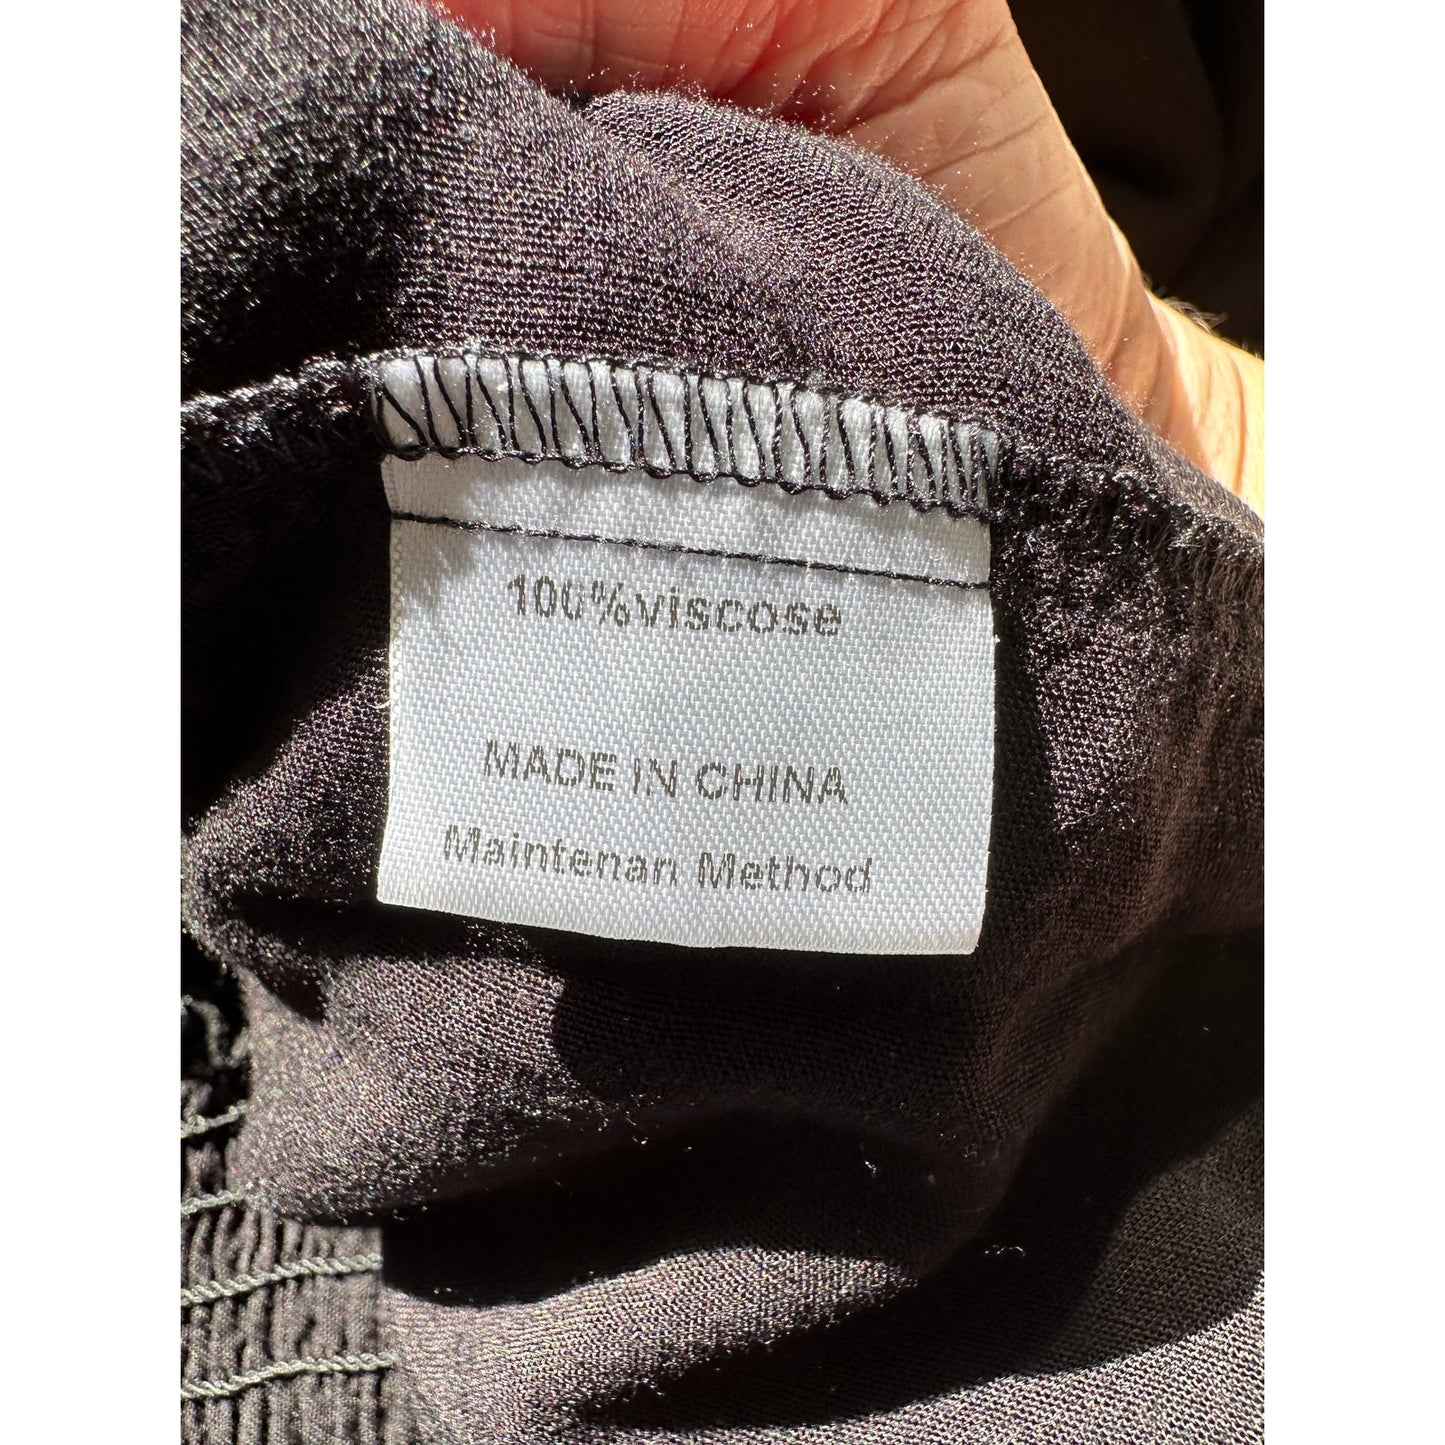 100%viscose
MADE IN CHINA
Maintenan Method